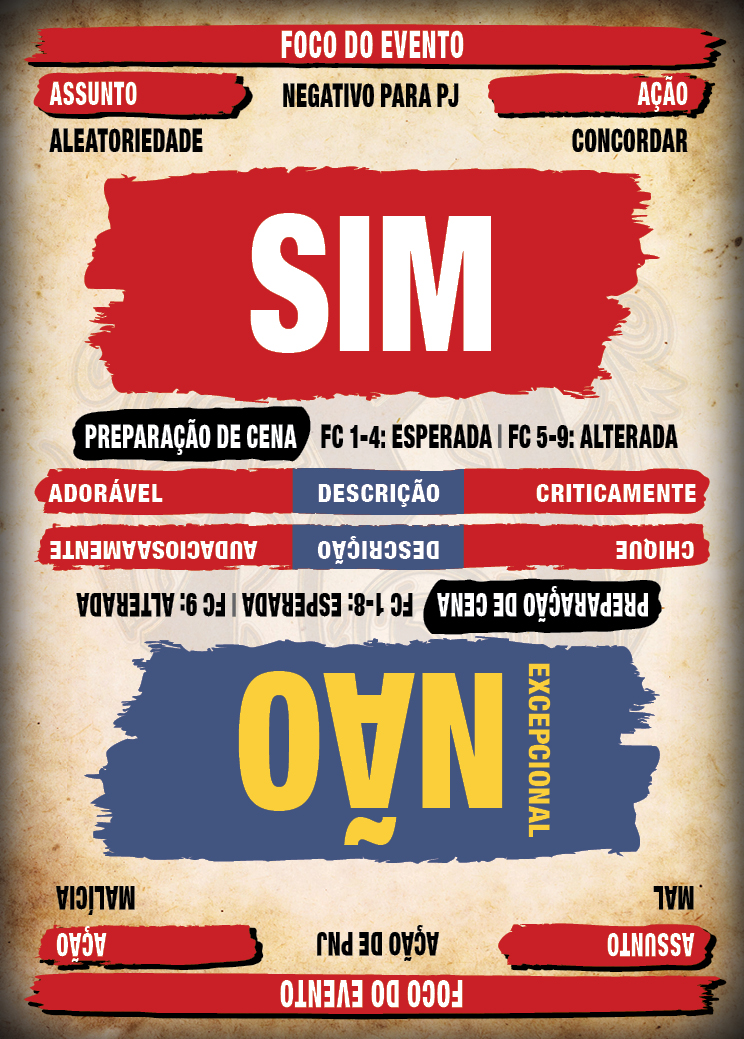 FOCO DO EVENTO
ASSUNTO NEGATIVO PARA PJ AÇÃO
ALEATORIEDADE CONCORDAR
SIM
PREPARAÇÃO DE CENA FC 1-4: ESPERADA | FC 5-9: ALTERADA
ADORÁVEL DESCRIÇÃO CRITICAMENTE
FOCO DO EVENTO
ASSUNTO AÇÃO DE PNJ AÇÃO
MAL MALÍCIA
EXCEPCIONAL
NÃO
PREPARAÇÃO DE CENA FC 1-8: ESPERADA | FC 9: ALTERADA
CHIQUE DESCRIÇÃO AUDACIOSAMENTE